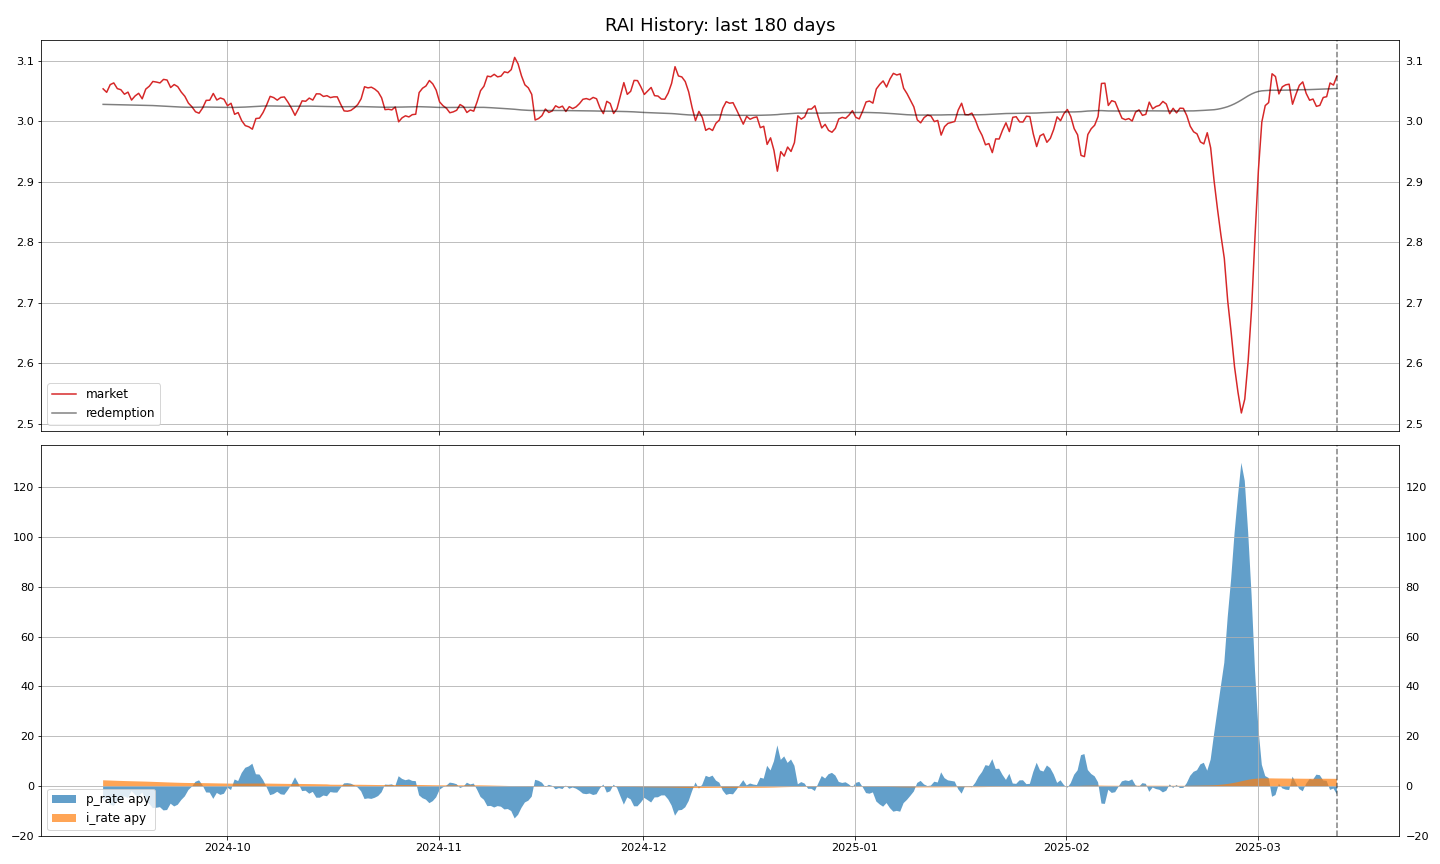 RAI History: last 180 days
3.1 3.1
3.0 3.0
2.9 2.9
2.8 2.8
2.7 2.7
2.6 2.6
2.5 2.5
market
redemption
120 120
100 100
80 80
60 60
40 40
20 20
0 0
−20 −20
p_rate apy
i_rate apy
2024-10 2024-11 2024-12 2025-01 2025-02 2025-03